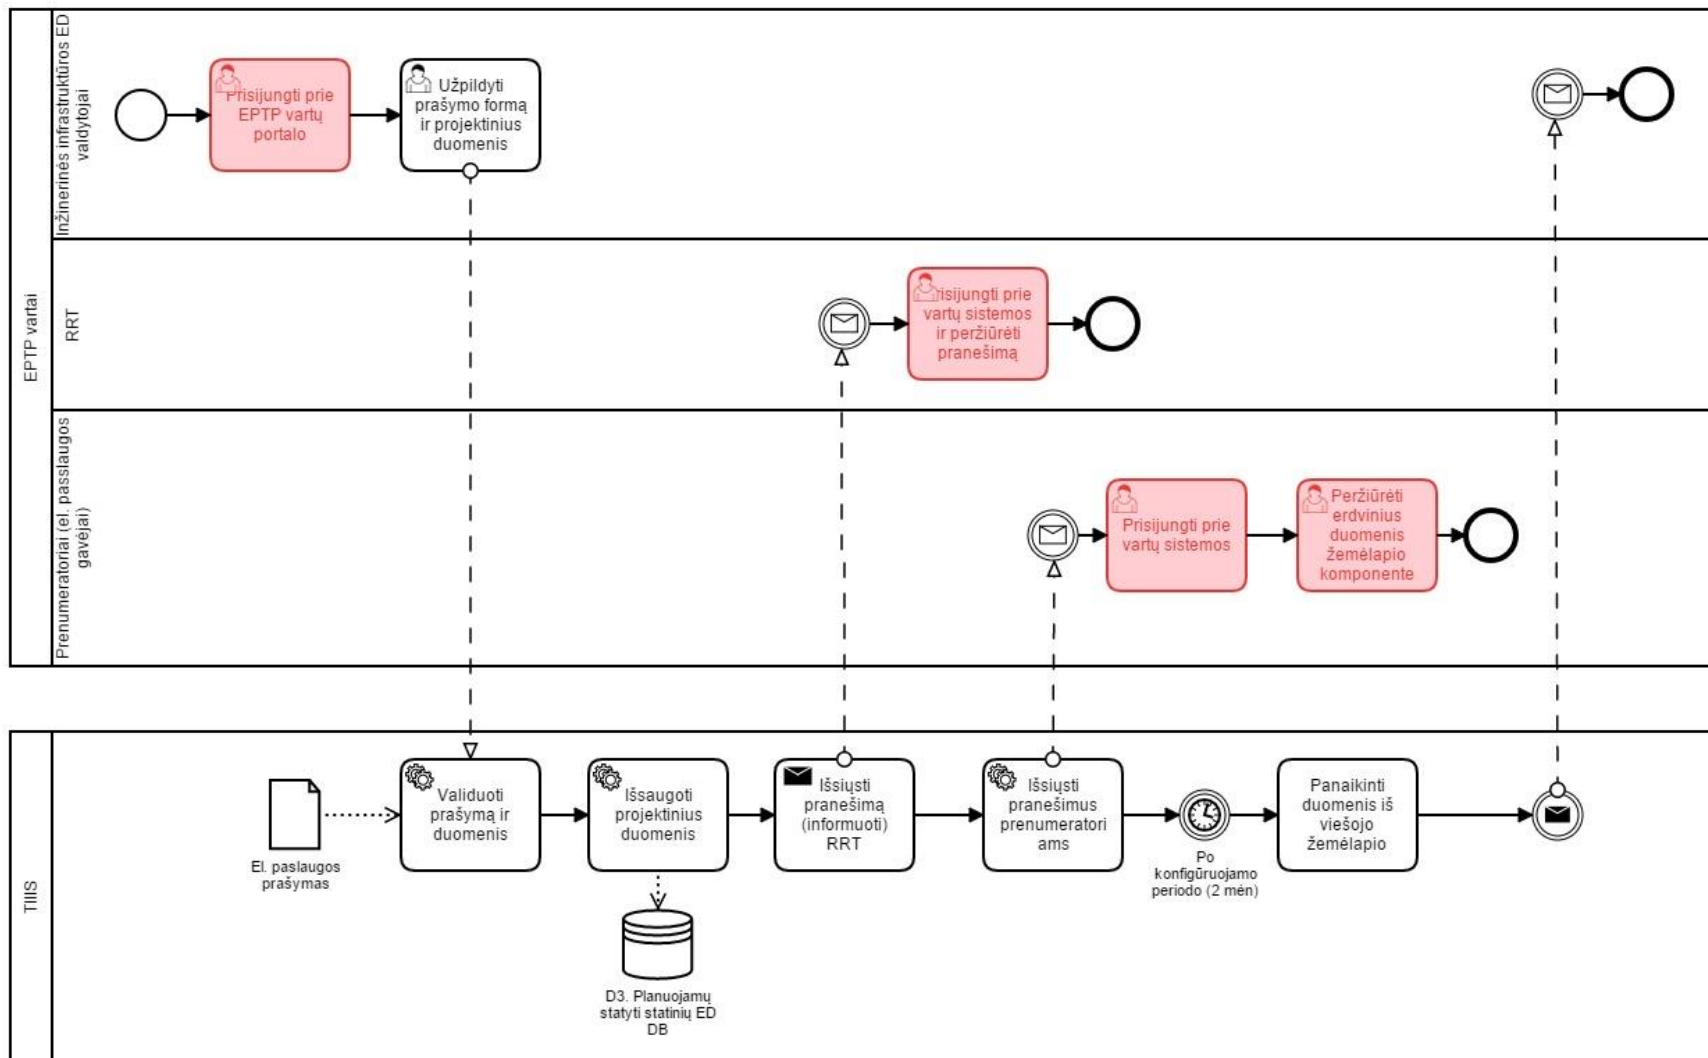 EPTP vartai
Inžinerinės infrastruktūros ED
valdytojai
Prisijungti prie
EPTP vartų
portalo
Užpildyti
prašymo formą
ir projektinius
duomenis
RRT
Prisijungti prie
vartų sistemos
ir peržiūrėti
pranešimą
Prenumeratoriai (el. passlaugos
gavėjai)
Prisijungti prie
vartų sistemos
Peržiūrėti
erdvinius
duomenis
žemėlapio
komponente
TIIIS
El. paslaugos
prašymas
Validuoti
prašymą ir
duomenis
Išsaugoti
projektinius
duomenis
D3. Planuojamų
statyti statinių ED
DB
Išsiųsti
pranešimą
(informuoti)
RRT
Išsiųsti
pranešimus
prenumeratori
ams
Po
konfigūruojamo
periodo (2 mėn)
Panaikinti
duomenis iš
viešojo
žemėlapio